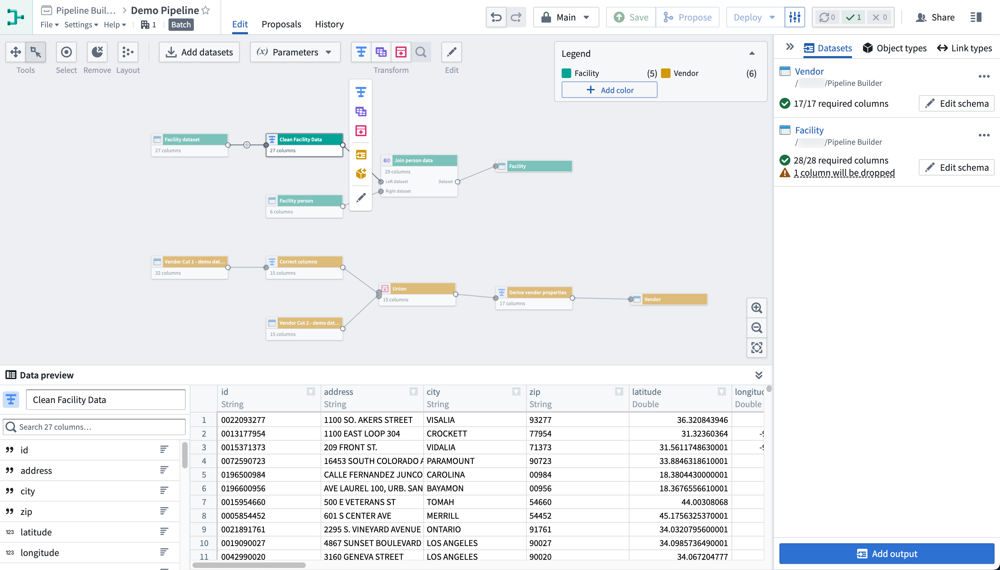 Pipeline Buil... > Demo Pipeline
File Settings Help 1 Batch
Edit Proposals History
Main
Save Propose
Deploy
0 1 0
Share
Tools Select Remove Layout
Add datasets
(x) Parameters
Transform
Edit
Legend
Facility (5) Vendor (6)
Add color
Facility dataset
27 columns
Clean Facility Data
27 columns
Join person data
29 columns
Left dataset Dataset
Right dataset
Facility
Facility person
6 columns
Vendor Cut 1 - demo dat...
32 columns
Correct columns
15 columns
Union
15 columns
Derive vendor properties
17 columns
Vendor
Vendor Cut 2 - demo dat...
15 columns
Datasets Object types Link types
Vendor
/ /Pipeline Builder
17/17 required columns Edit schema
Facility
/ /Pipeline Builder
28/28 required columns
1 column will be dropped Edit schema
Add output
Data preview
Clean Facility Data
Search 27 columns...
id
address
city
zip
123 latitude
123 longitude
id address city zip latitude longitud
String String String String Double Double
1 0022093277 1100 SO. AKERS STREET VISALIA 93277 36.320843946
2 0013177954 1100 EAST LOOP 304 CROCKETT 77954 31.32360364 -9
3 0015371373 209 FRONT ST. VIDALIA 71373 31.5611748630001 -9
4 0072590723 16453 SOUTH COLORADO A PARAMOUNT 90723 33.8846318610001
5 0196500984 CALLE FERNANDEZ JUNCO CAROLINA 00984 18.3804430000001
6 0196600956 AVE LAUREL 100, URB. SAN BAYAMON 00956 18.3676556610001
7 0015954660 500 E VETERANS ST TOMAH 54660 44.00308068
8 0005854452 601 S CENTER AVE MERRILL 54452 45.1756325370001
9 0021891761 2295 S. VINEYARD AVENUE ONTARIO 91761 34.0320795600001
10 0019090027 4867 SUNSET BOULEVARD LOS ANGELES 90027 34.0985736490001
11 0042990020 3160 GENEVA STREET LOS ANGELES 90020 34.067204777